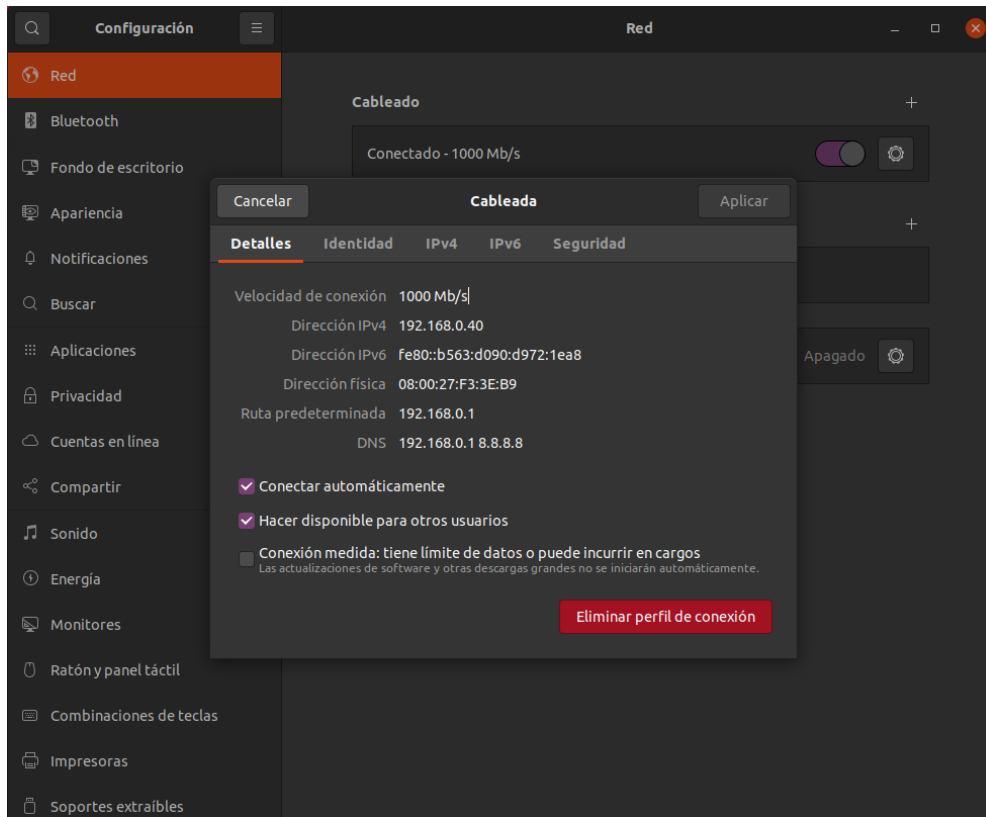 Configuración
Red
Red
Bluetooth
Fondo de escritorio
Apariencia
Notificaciones
Buscar
Aplicaciones
Privacidad
Cuentas en línea
Compartir
Sonido
Energía
Monitores
Ratón y panel táctil
Combinaciones de teclas
Impresoras
Soportes extraíbles
Cableado
Conectado - 1000 Mb/s
Apagado
Cancelar
Cableada
Aplicar
Detalles Identidad IPv4 IPv6 Seguridad
Velocidad de conexión 1000 Mb/s
Dirección IPv4 192.168.0.40
Dirección IPv6 fe80::b563:d090:d972:1ea8
Dirección física 08:00:27:F3:3E:B9
Ruta predeterminada 192.168.0.1
DNS 192.168.0.1 8.8.8.8
Conectar automáticamente
Hacer disponible para otros usuarios
Conexión medida: tiene límite de datos o puede incurrir en cargos
Las actualizaciones de software y otras descargas grandes no se iniciarán automáticamente.
Eliminar perfil de conexión